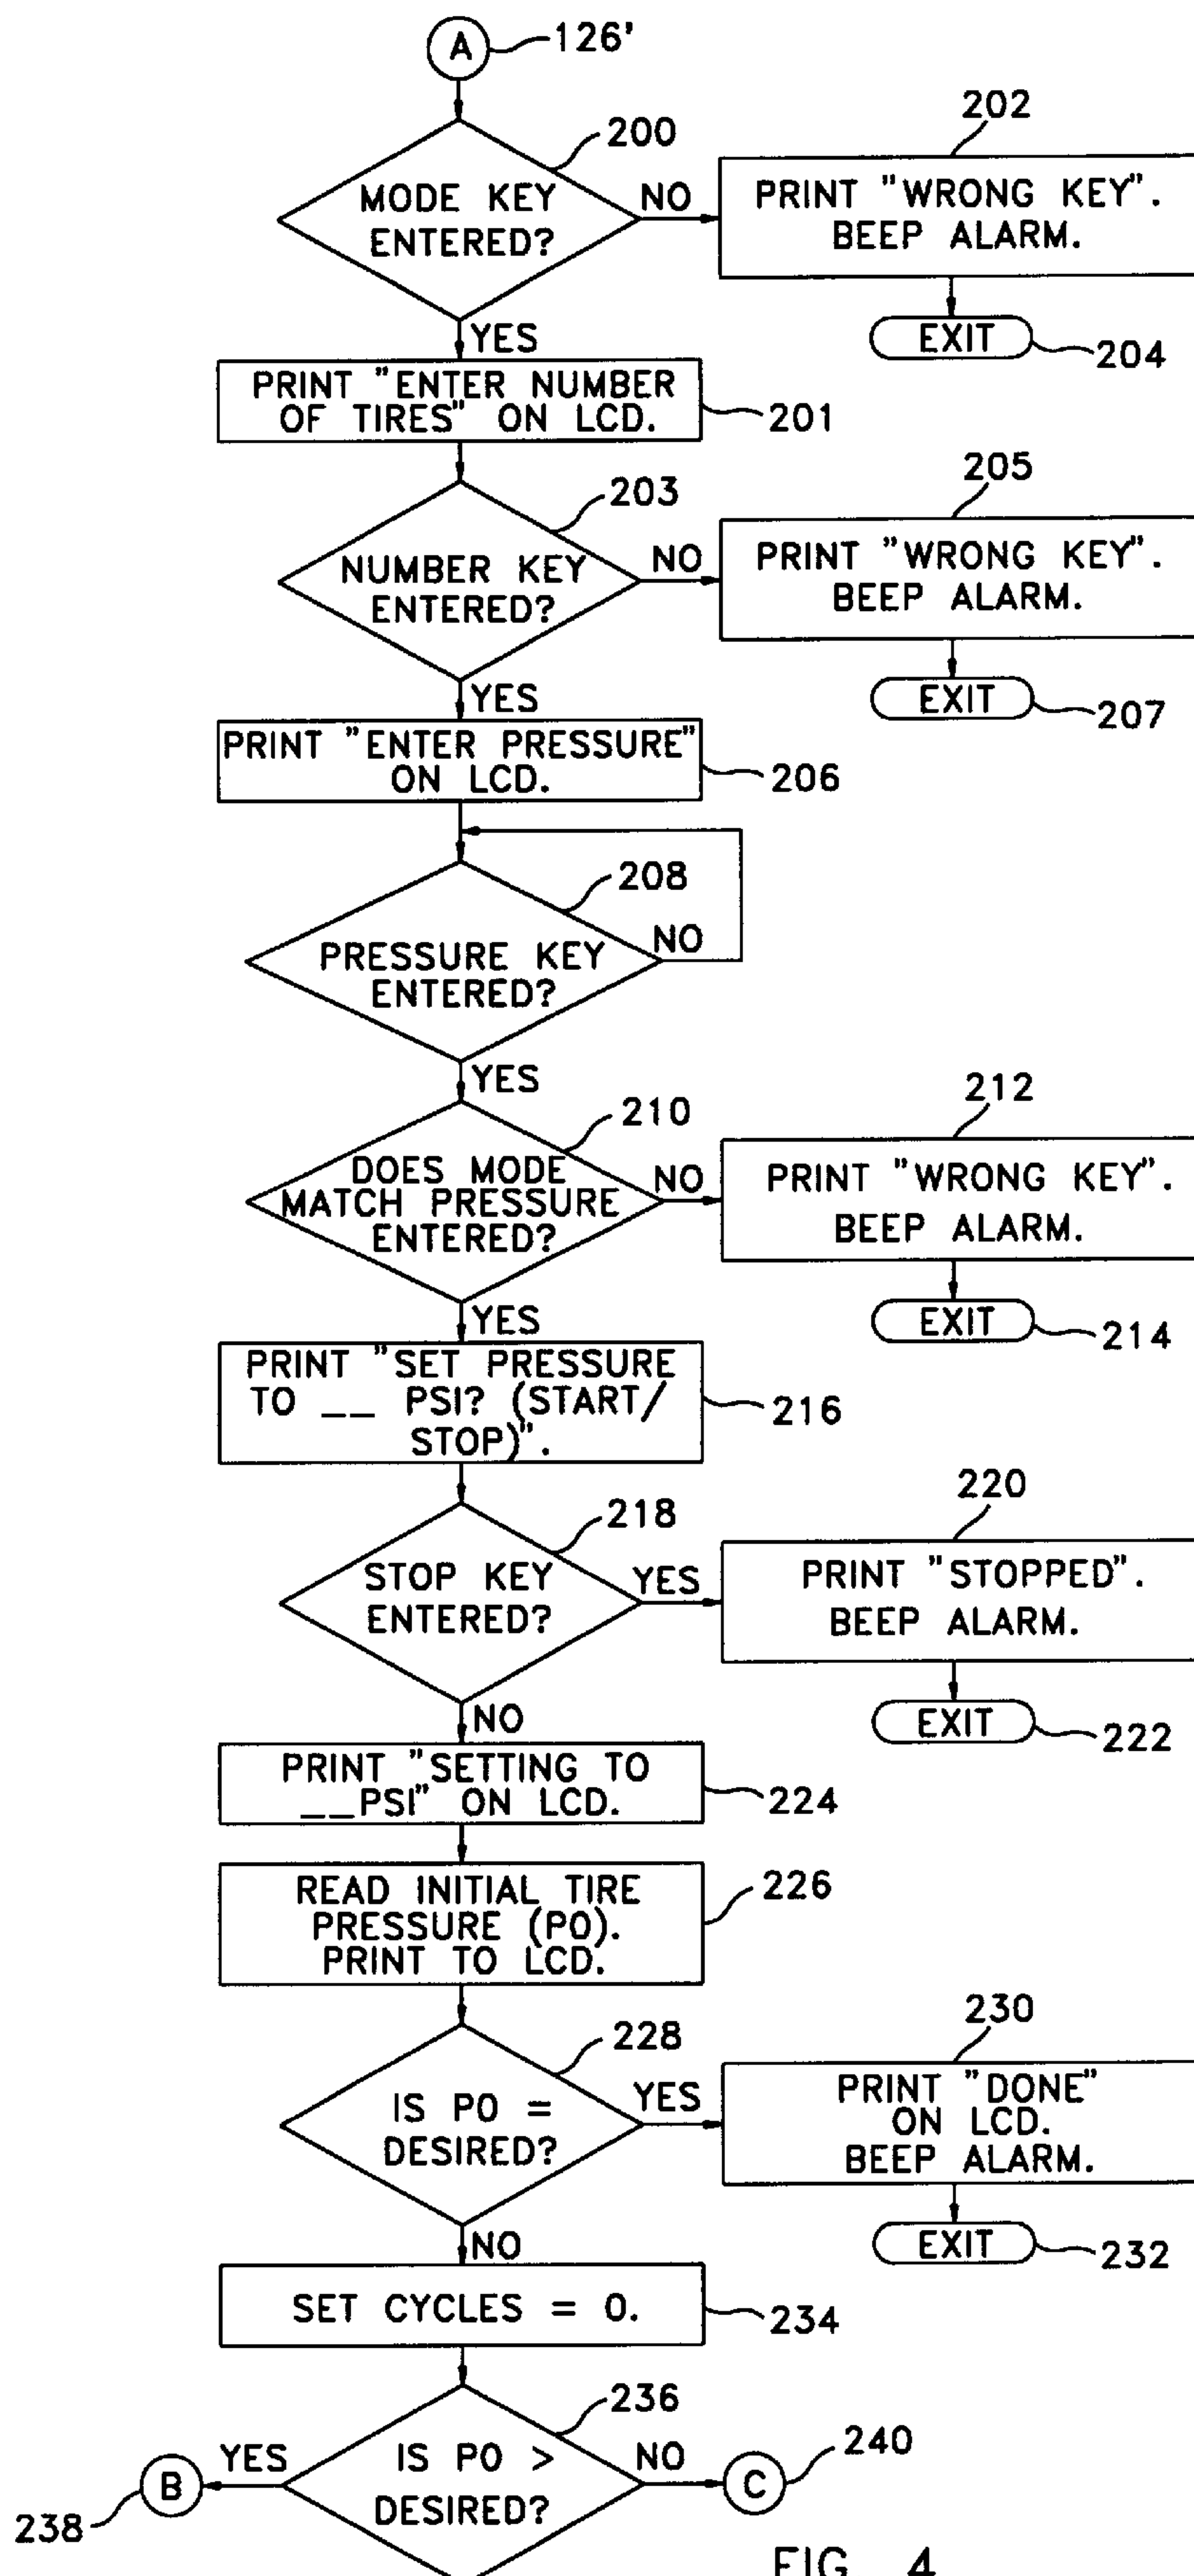 A
126'
200
MODE KEY
ENTERED?
NO
202
PRINT "WRONG KEY".
BEEP ALARM.
EXIT
204
YES
PRINT "ENTER NUMBER
OF TIRES" ON LCD.
201
203
NUMBER KEY
ENTERED?
NO
205
PRINT "WRONG KEY".
BEEP ALARM.
EXIT
207
YES
PRINT "ENTER PRESSURE"
ON LCD.
206
208
PRESSURE KEY
ENTERED?
NO
YES
210
DOES MODE
MATCH PRESSURE
ENTERED?
NO
212
PRINT "WRONG KEY".
BEEP ALARM.
EXIT
214
YES
PRINT "SET PRESSURE
TO __ PSI? (START/
STOP)".
216
218
STOP KEY
ENTERED?
YES
220
PRINT "STOPPED".
BEEP ALARM.
EXIT
222
NO
PRINT "SETTING TO
__PSI" ON LCD.
224
READ INITIAL TIRE
PRESSURE (P0).
PRINT TO LCD.
226
228
IS P0 =
DESIRED?
YES
230
PRINT "DONE"
ON LCD.
BEEP ALARM.
EXIT
232
NO
SET CYCLES = 0.
234
236
IS P0 >
DESIRED?
YES
B
238
NO
C
240
FIG. 4